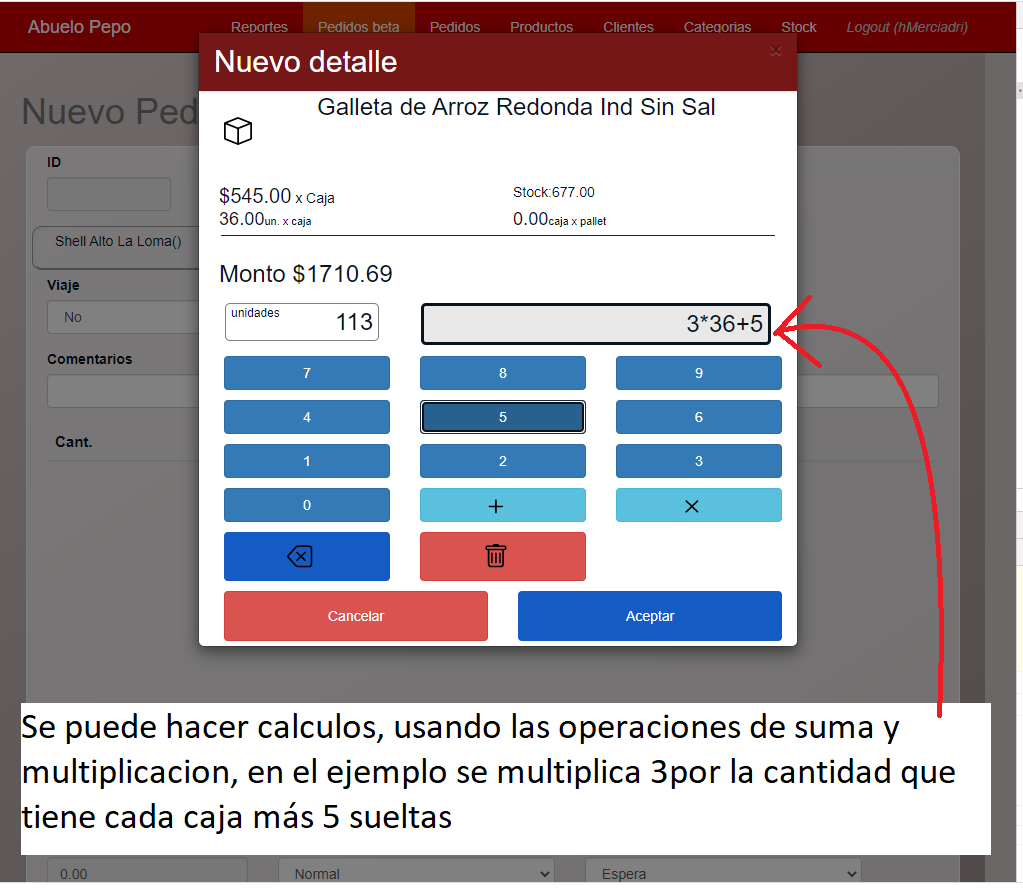 Abuelo Pepo Reportes Pedidos beta Pedidos Productos Clientes Categorias Stock Logout (hMerciadri)
Nuevo detalle ×
Nuevo Ped
Galleta de Arroz Redonda Ind Sin Sal
ID
$545.00 x Caja Stock:677.00
36.00un. x caja 0.00caja x pallet
Shell Alto La Loma()
Monto $1710.69
Viaje
No
unidades 113 3*36+5
Comentarios
7 8 9
4 5 6
Cant.
1 2 3
0 + ×
Cancelar Aceptar
Se puede hacer calculos, usando las operaciones de suma y
multiplicacion, en el ejemplo se multiplica 3por la cantidad que
tiene cada caja más 5 sueltas
0.00 Normal Espera